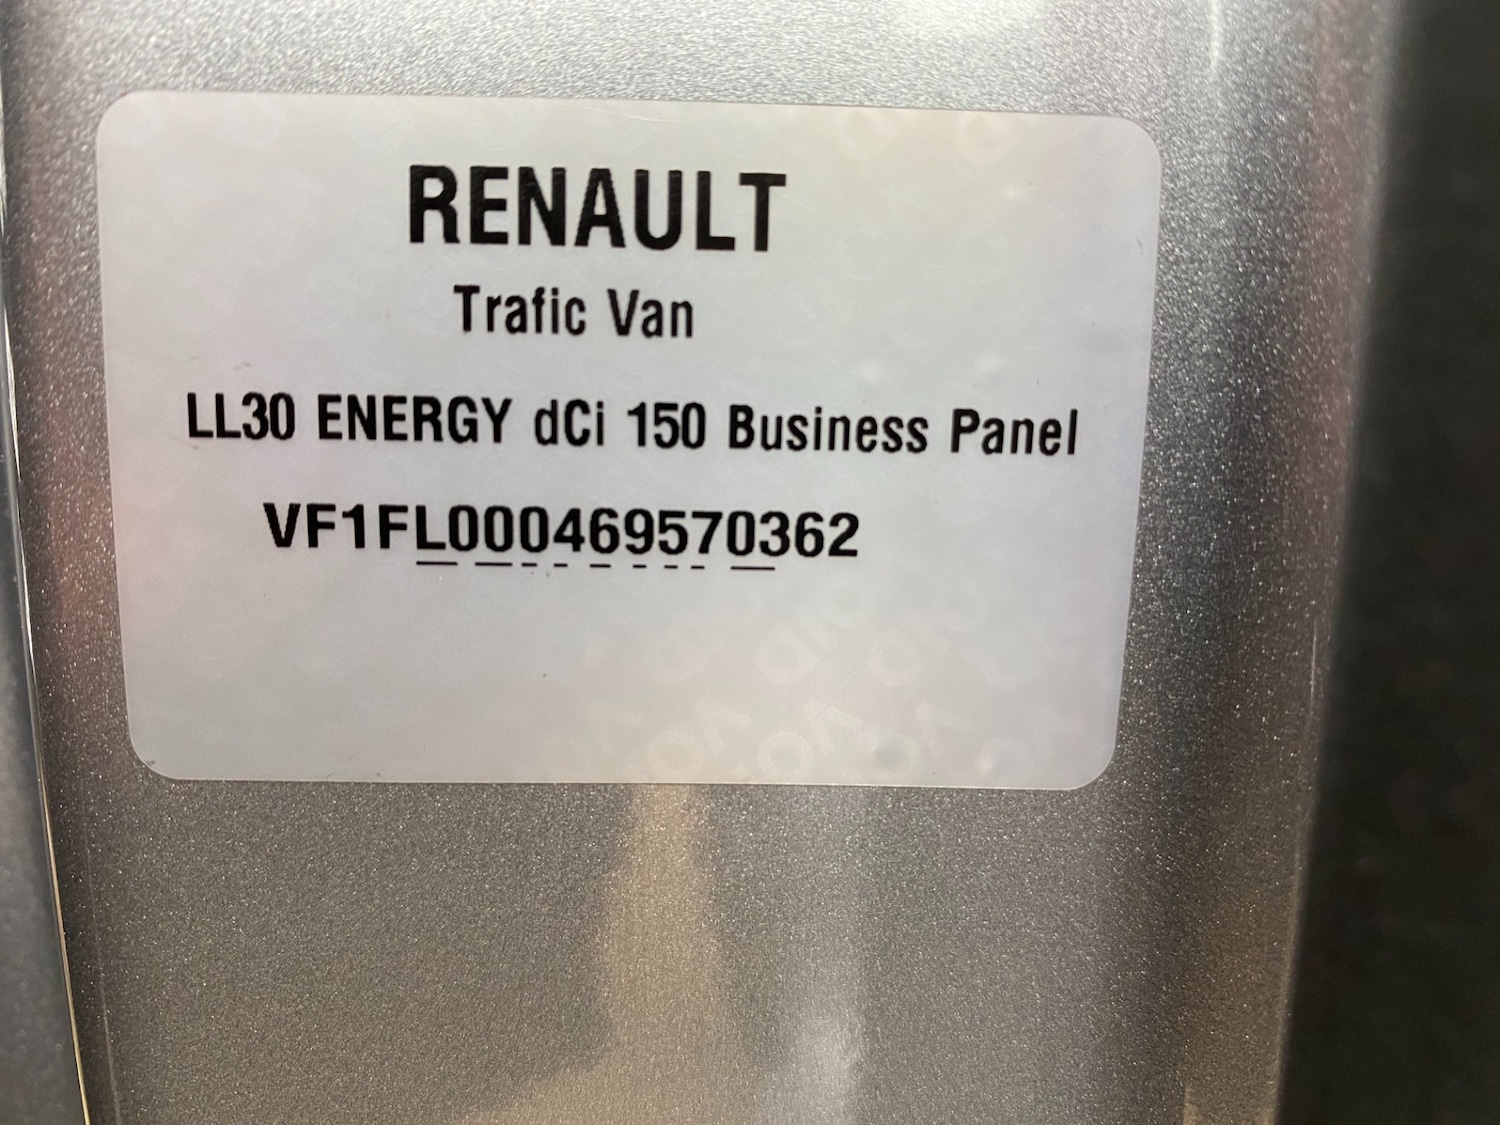 RENAULT
Trafic Van
LL30 ENERGY dCi 150 Business Panel
VF1FL000469570362